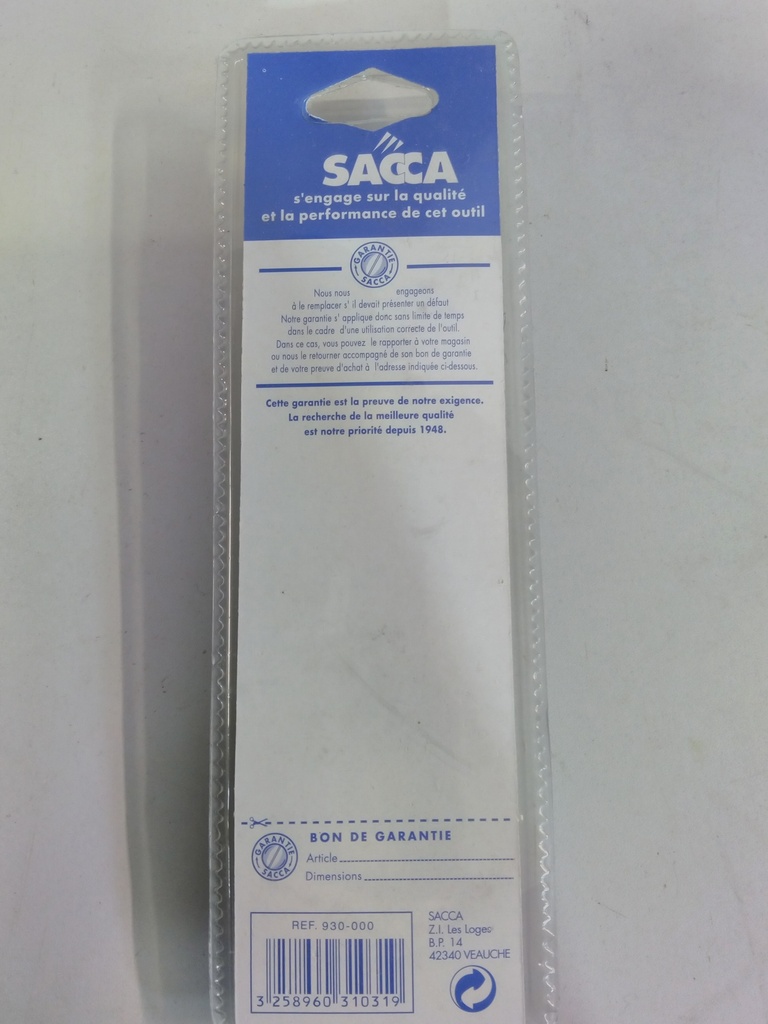 SACCA
s'engage sur la qualité
et la performance de cet outil
GARANTIE SACCA
Nous nous engageons
à le remplacer s' il devait présenter un défaut
Notre garantie s' applique donc sans limite de temps
dans le cadre d'une utilisation correcte de l'outil.
Dans ce cas, vous pouvez le rapporter à votre magasin
ou nous le retourner accompagné de son bon de garantie
et de votre preuve d'achat à l'adresse indiquée ci-dessous.
Cette garantie est la preuve de notre exigence.
La recherche de la meilleure qualité
est notre priorité depuis 1948.
BON DE GARANTIE
GARANTIE SACCA
Article
Dimensions
REF. 930-000
3 258960 310319
SACCA
Z.I. Les Loges
B.P. 14
42340 VEAUCHE